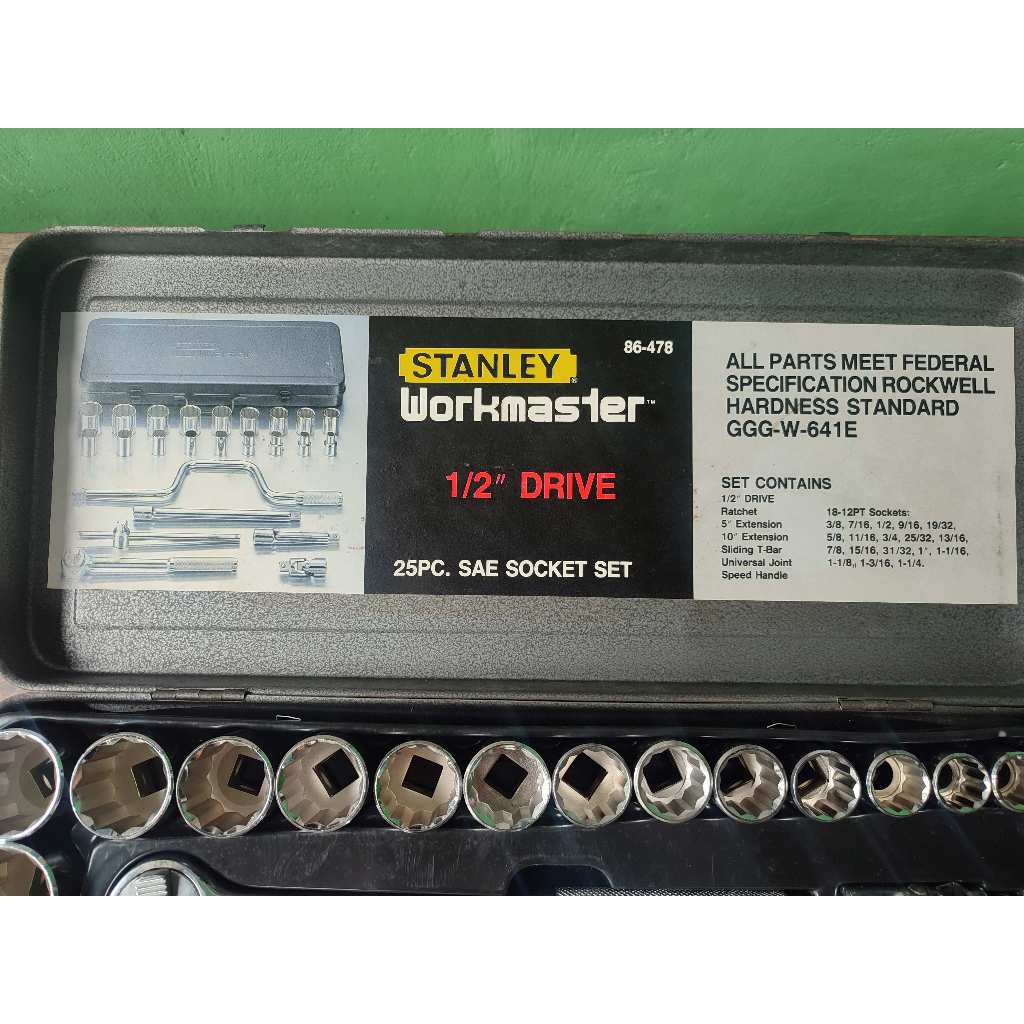 STANLEY®
Workmaster™
86-478
1/2" DRIVE
25PC. SAE SOCKET SET
ALL PARTS MEET FEDERAL
SPECIFICATION ROCKWELL
HARDNESS STANDARD
GGG-W-641E
SET CONTAINS
1/2" DRIVE
Ratchet
5" Extension
10" Extension
Sliding T-Bar
Universal Joint
Speed Handle
18-12PT Sockets:
3/8, 7/16, 1/2, 9/16, 19/32,
5/8, 11/16, 3/4, 25/32, 13/16,
7/8, 15/16, 31/32, 1", 1-1/16,
1-1/8, 1-3/16, 1-1/4.